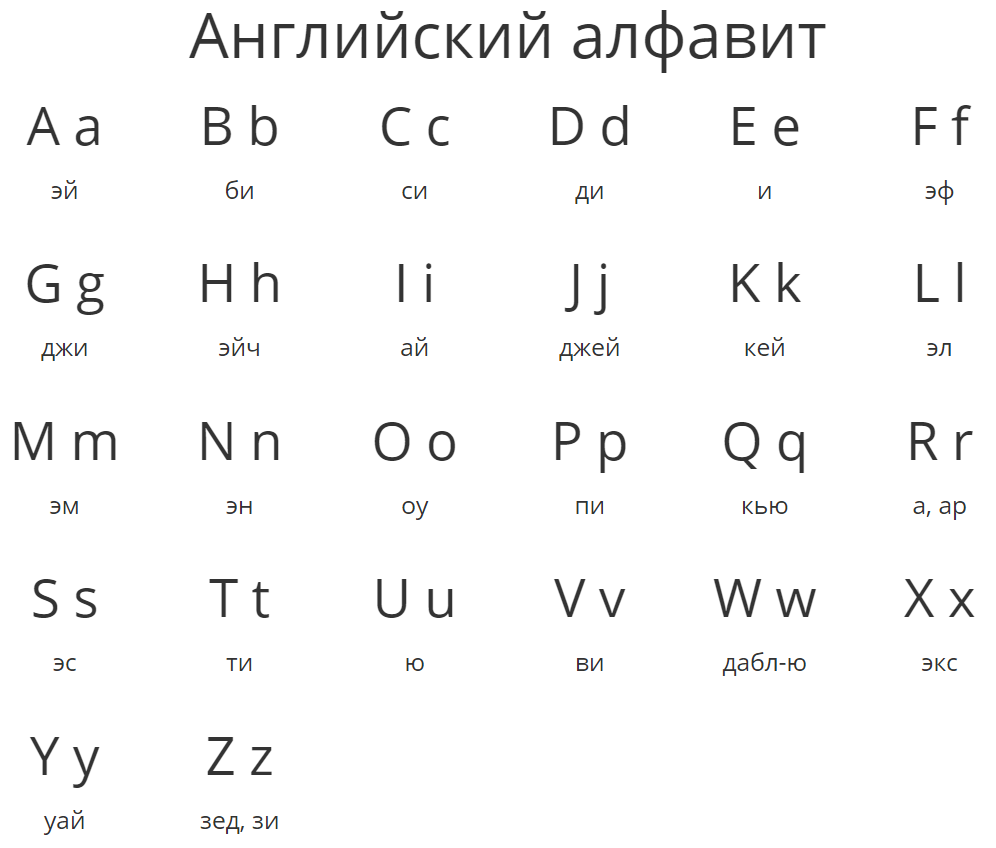 Английский алфавит
A a B b C c D d E e F f
эй би си ди и эф
G g H h I i J j K k L l
джи эйч ай джей кей эл
M m N n O o P p Q q R r
эм эн оу пи кью а, ар
S s T t U u V v W w X x
эс ти ю ви дабл-ю экс
Y y Z z
уай зед, зи